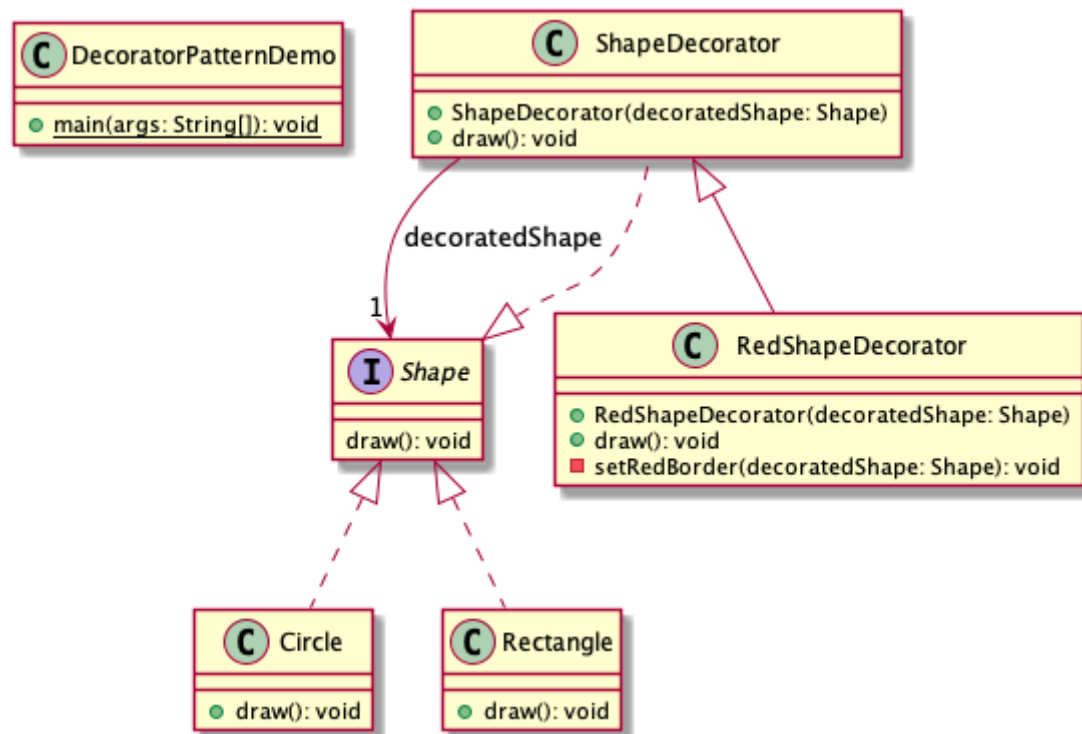 C DecoratorPatternDemo
main(args: String[]): void
C ShapeDecorator
ShapeDecorator(decoratedShape: Shape)
draw(): void
decoratedShape
1
I Shape
draw(): void
C RedShapeDecorator
RedShapeDecorator(decoratedShape: Shape)
draw(): void
setRedBorder(decoratedShape: Shape): void
C Circle
draw(): void
C Rectangle
draw(): void